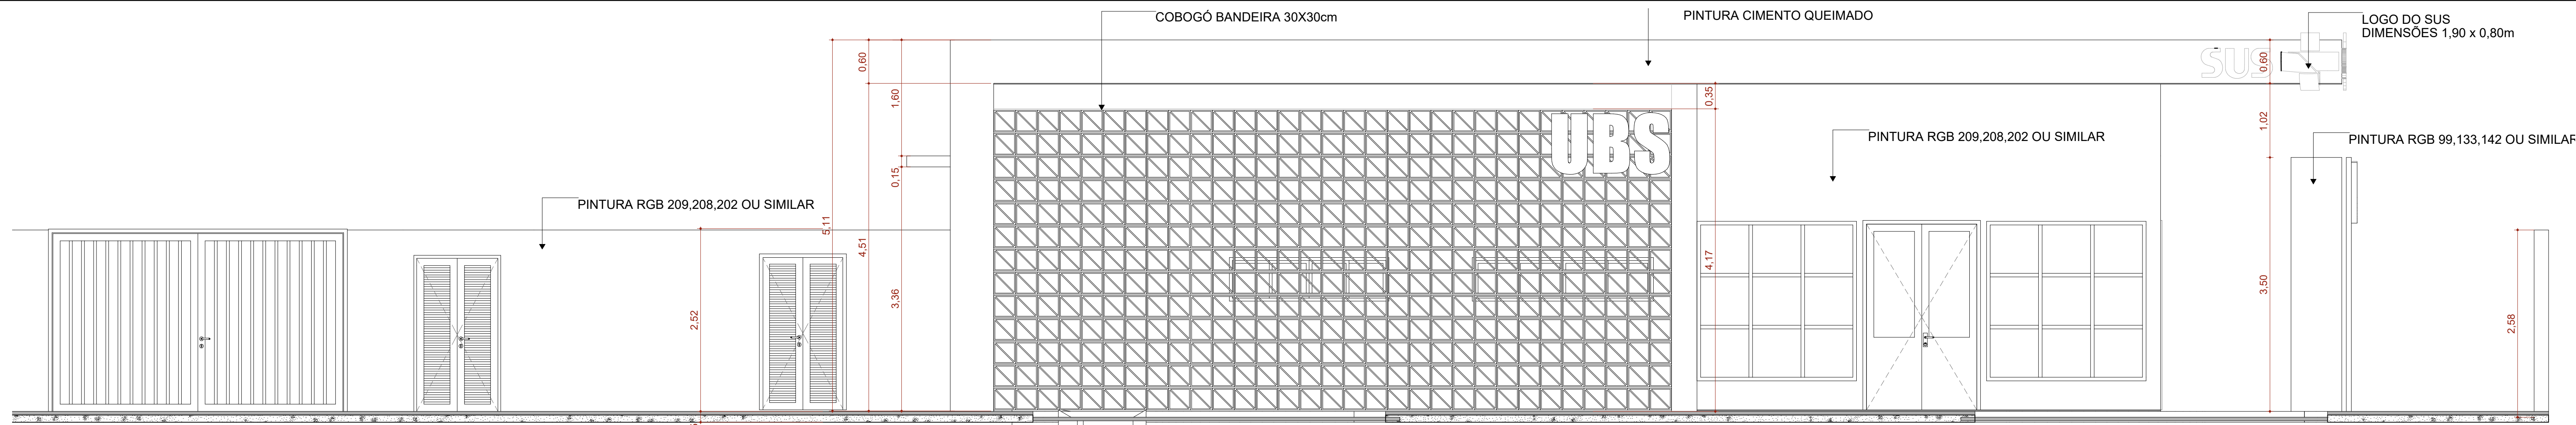 COBOGÓ BANDEIRA 30X30cm
PINTURA CIMENTO QUEIMADO
LOGO DO SUS
DIMENSÕES 1,90 x 0,80m
SUS
0,60
0,60
1,60
0,35
1,02
UBS
PINTURA RGB 209,208,202 OU SIMILAR
PINTURA RGB 99,133,142 OU SIMILAR
0,15
PINTURA RGB 209,208,202 OU SIMILAR
5,11
4,51
4,17
3,36
3,50
2,52
2,58